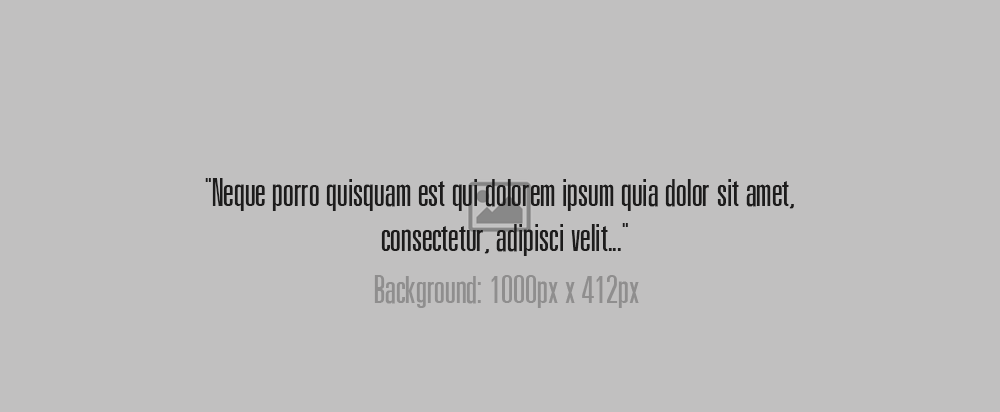 "Neque porro quisquam est qui dolorem ipsum quia dolor sit amet,
consectetur, adipisci velit..."
Background: 1000px x 412px